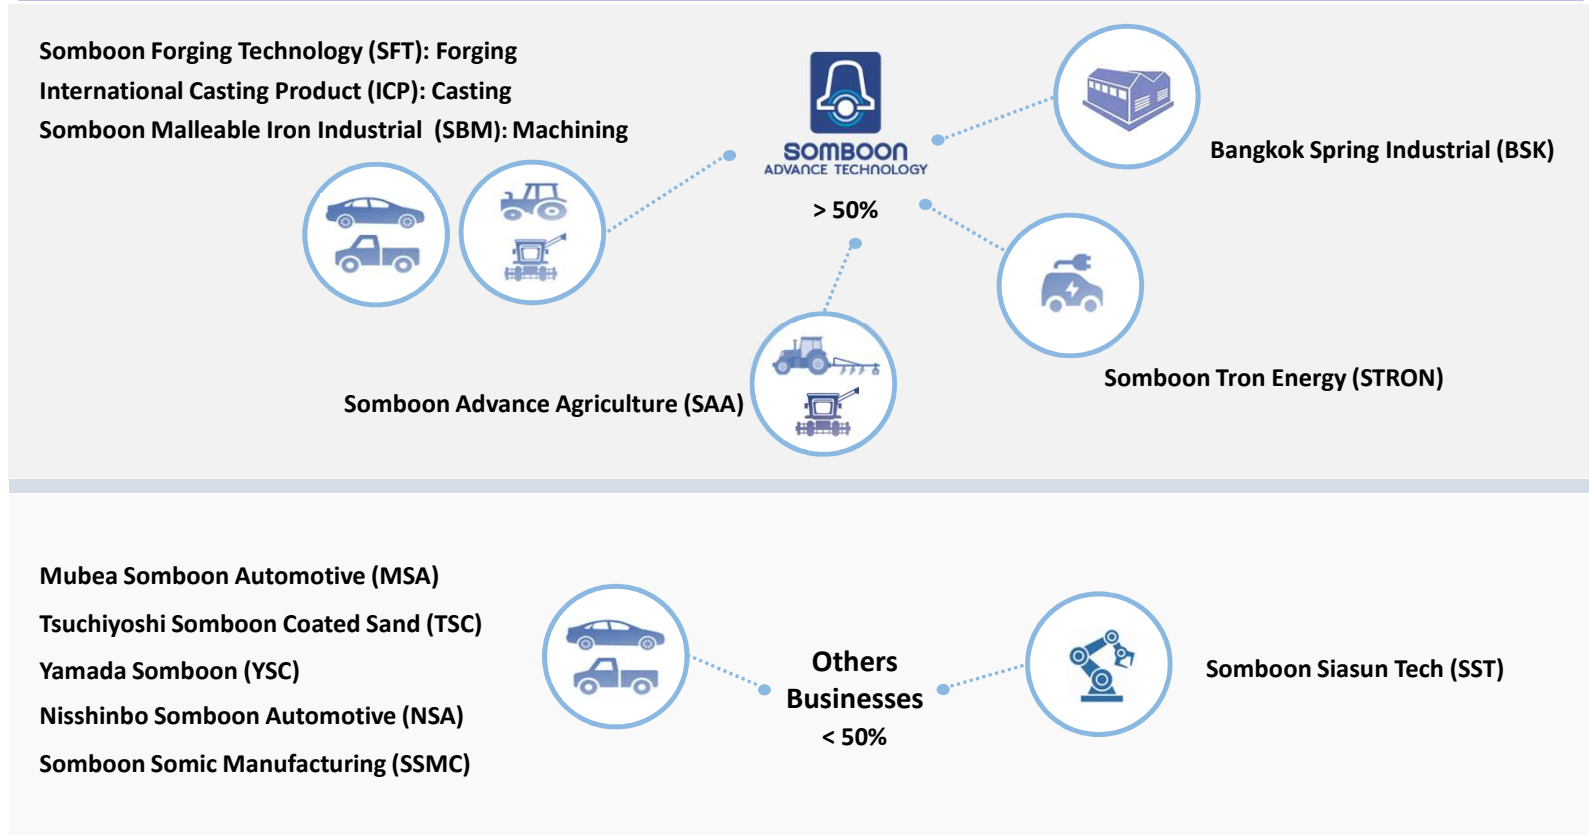 Somboon Forging Technology (SFT): Forging
International Casting Product (ICP): Casting
Somboon Malleable Iron Industrial (SBM): Machining
SOMBOON
ADVANCE TECHNOLOGY
> 50%
Bangkok Spring Industrial (BSK)
Somboon Tron Energy (STRON)
Somboon Advance Agriculture (SAA)
Mubea Somboon Automotive (MSA)
Tsuchiyoshi Somboon Coated Sand (TSC)
Yamada Somboon (YSC)
Nisshinbo Somboon Automotive (NSA)
Somboon Somic Manufacturing (SSMC)
Others
Businesses
< 50%
Somboon Siasun Tech (SST)